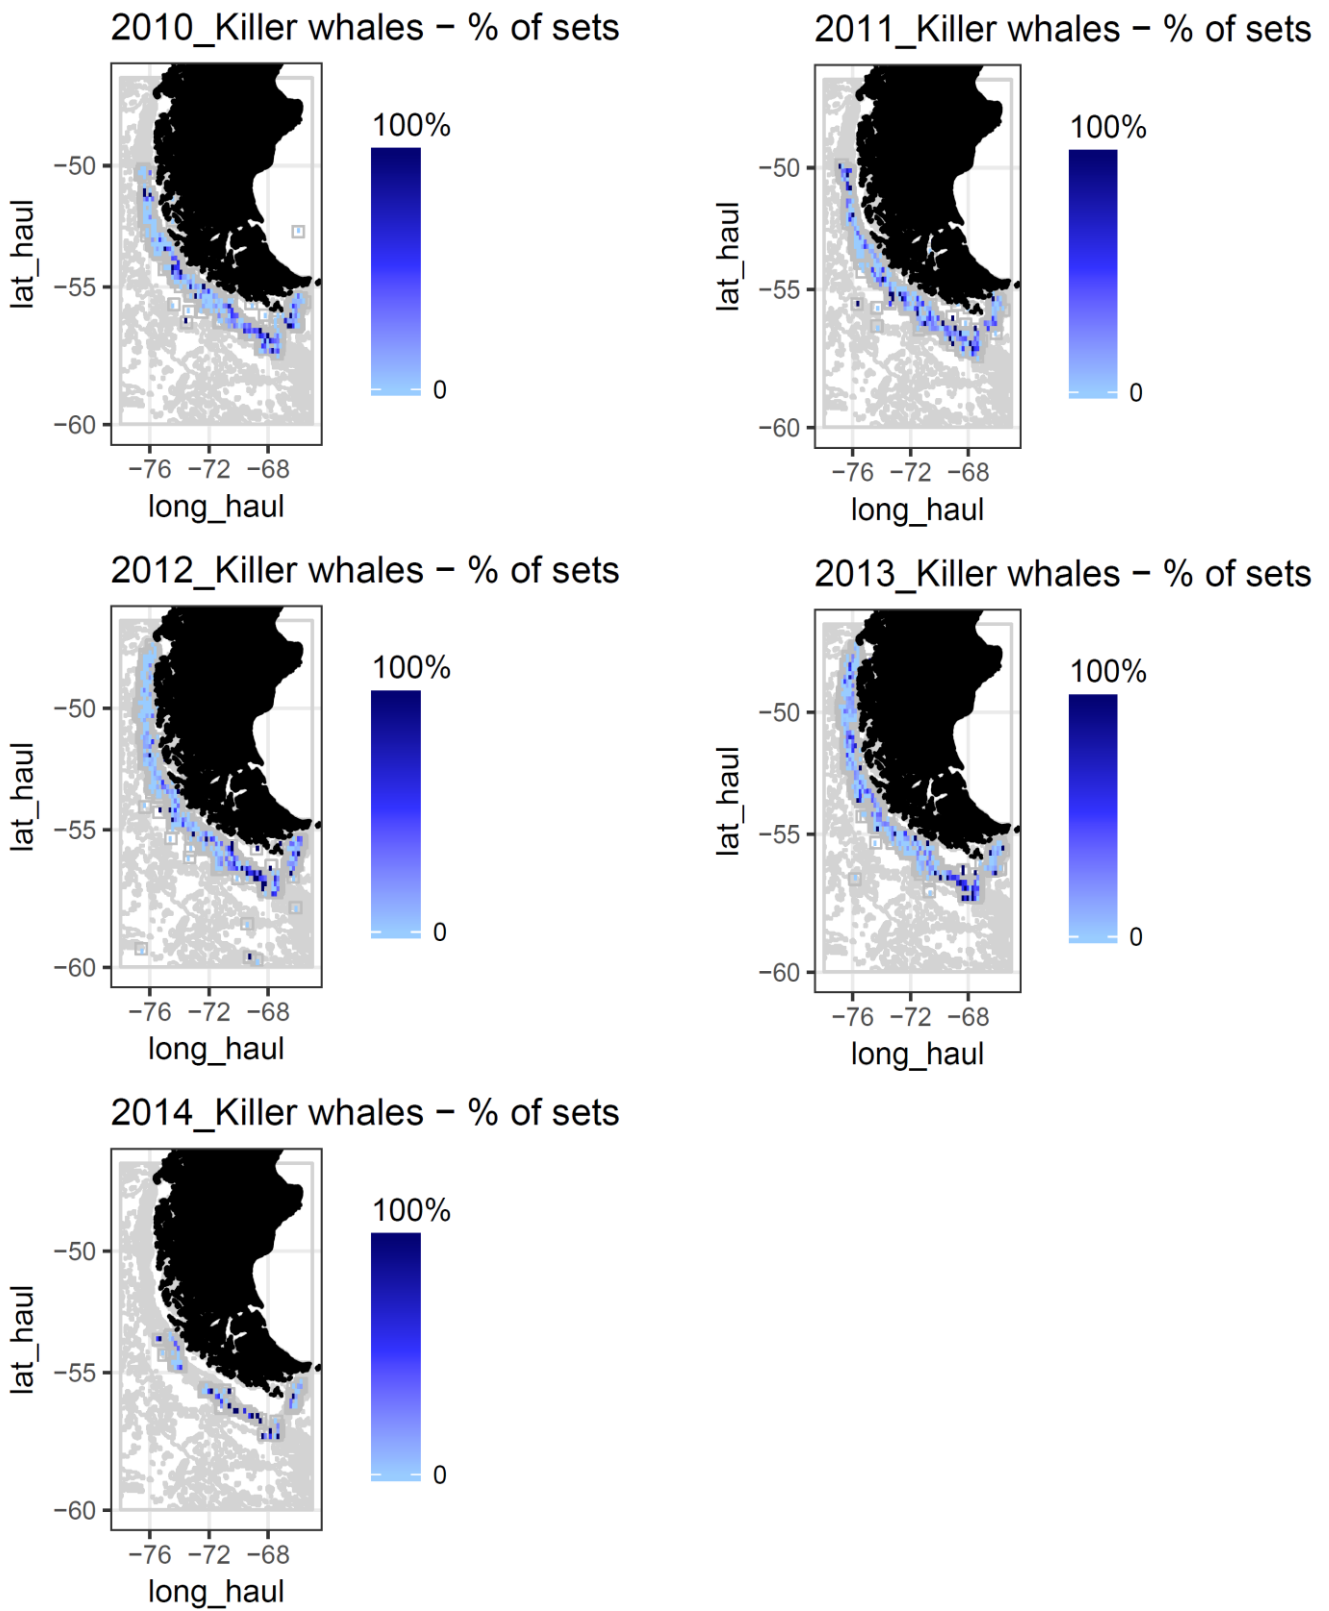 2010_Killer whales − % of sets
100%
0
−50
−55
−60
lat_haul
−76 −72 −68
long_haul
2011_Killer whales − % of sets
100%
0
−50
−55
−60
lat_haul
−76 −72 −68
long_haul
2012_Killer whales − % of sets
100%
0
−50
−55
−60
lat_haul
−76 −72 −68
long_haul
2013_Killer whales − % of sets
100%
0
−50
−55
−60
lat_haul
−76 −72 −68
long_haul
2014_Killer whales − % of sets
100%
0
−50
−55
−60
lat_haul
−76 −72 −68
long_haul